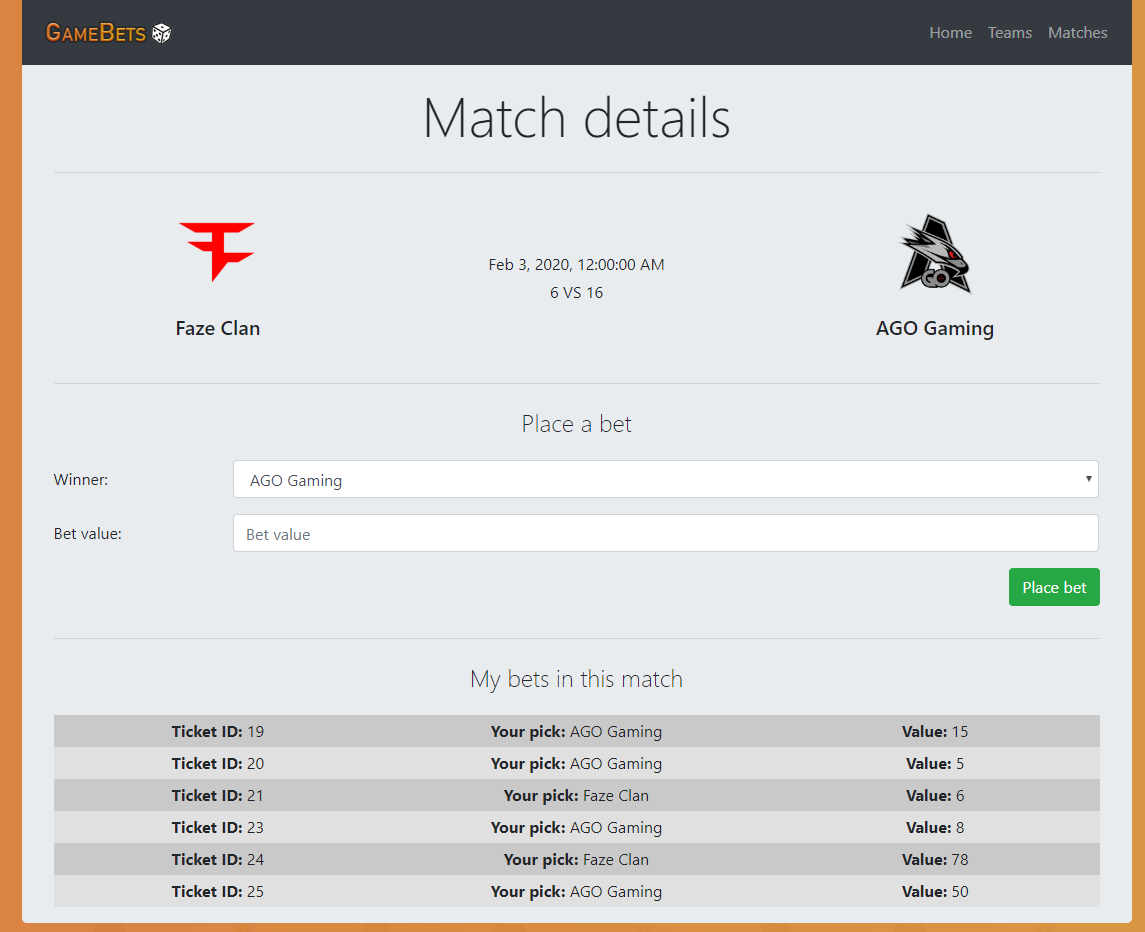 GAMEBETS
Home Teams Matches
Match details
Feb 3, 2020, 12:00:00 AM
6 VS 16
AGO
Faze Clan
AGO Gaming
Place a bet
Winner: AGO Gaming
Bet value: Bet value
Place bet
My bets in this match
Ticket ID: 19 Your pick: AGO Gaming Value: 15
Ticket ID: 20 Your pick: AGO Gaming Value: 5
Ticket ID: 21 Your pick: Faze Clan Value: 6
Ticket ID: 23 Your pick: AGO Gaming Value: 8
Ticket ID: 24 Your pick: Faze Clan Value: 78
Ticket ID: 25 Your pick: AGO Gaming Value: 50